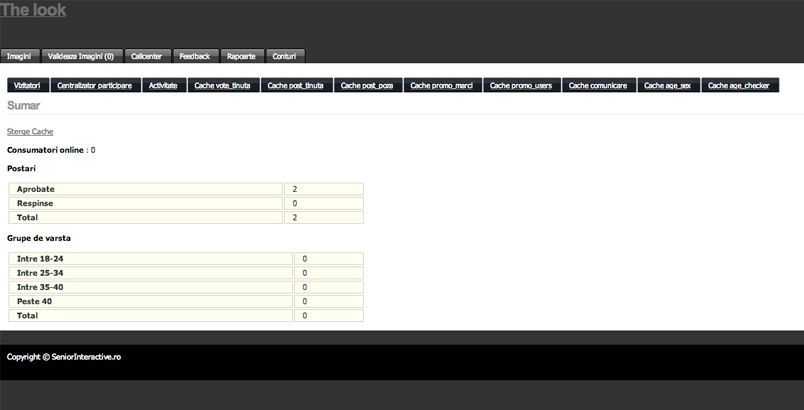 The look
Imagini Valideaza Imagini (0) Callcenter Feedback Rapoarte Conturi
Vizitatori Centralizator participare Activitate Cache vote_tinuta Cache post_tinuta Cache post_poza Cache promo_marci Cache promo_users Cache comunicare Cache age_sex Cache age_checker
Sumar
Sterge Cache
Consumatori online : 0
Postari
Aprobate 2
Respinse 0
Total 2
Grupe de varsta
Intre 18-24 0
Intre 25-34 0
Intre 35-40 0
Peste 40 0
Total 0
Copyright © SeniorInteractive.ro